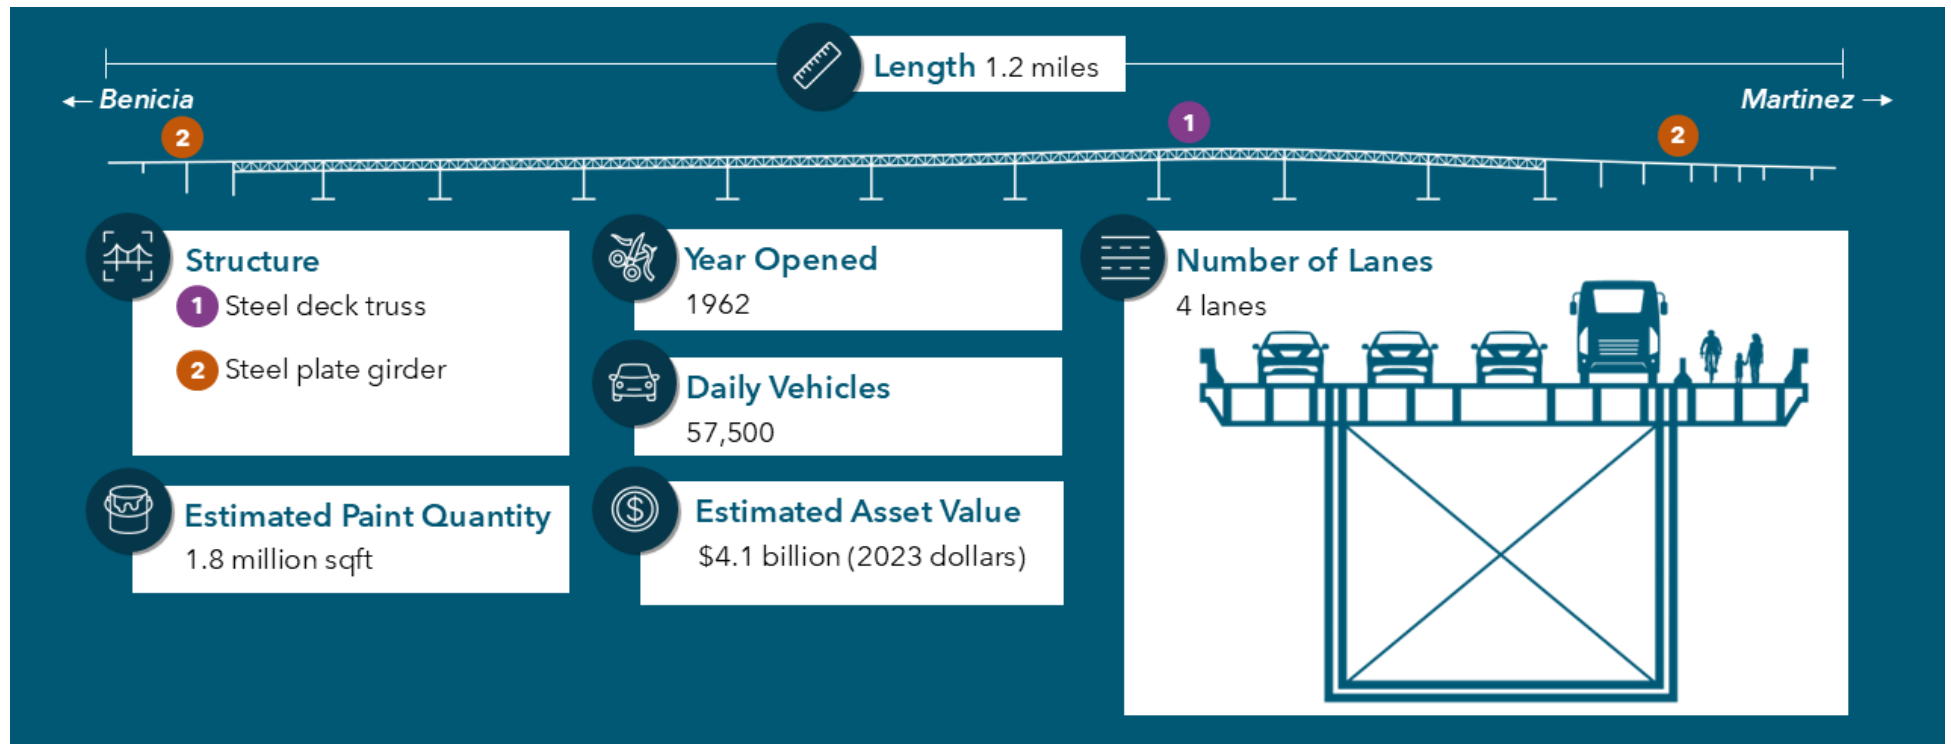 Length 1.2 miles
← Benicia
Martinez →
2
1
2
Structure
1 Steel deck truss
2 Steel plate girder
Estimated Paint Quantity
1.8 million sqft
Year Opened
1962
Daily Vehicles
57,500
$
Estimated Asset Value
$4.1 billion (2023 dollars)
Number of Lanes
4 lanes